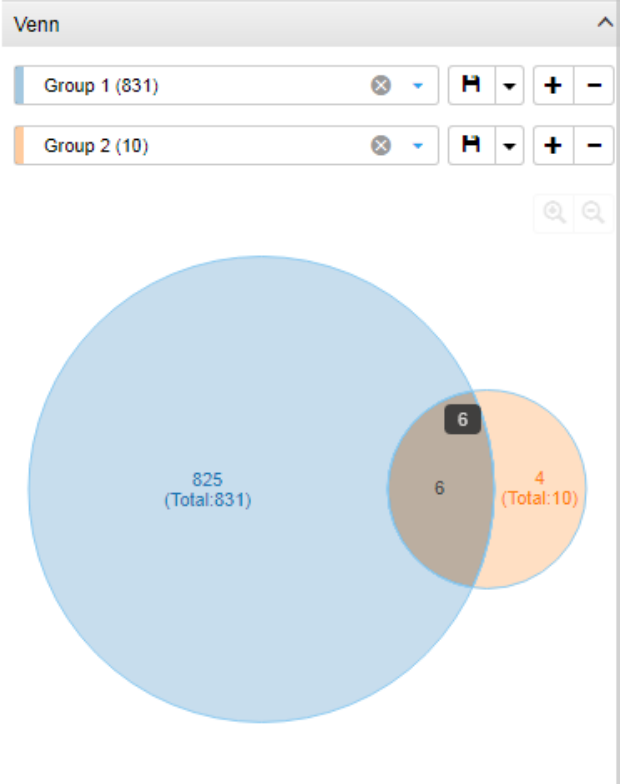 Venn
Group 1 (831)
Group 2 (10)
6
825
(Total:831)
6
4
(Total:10)